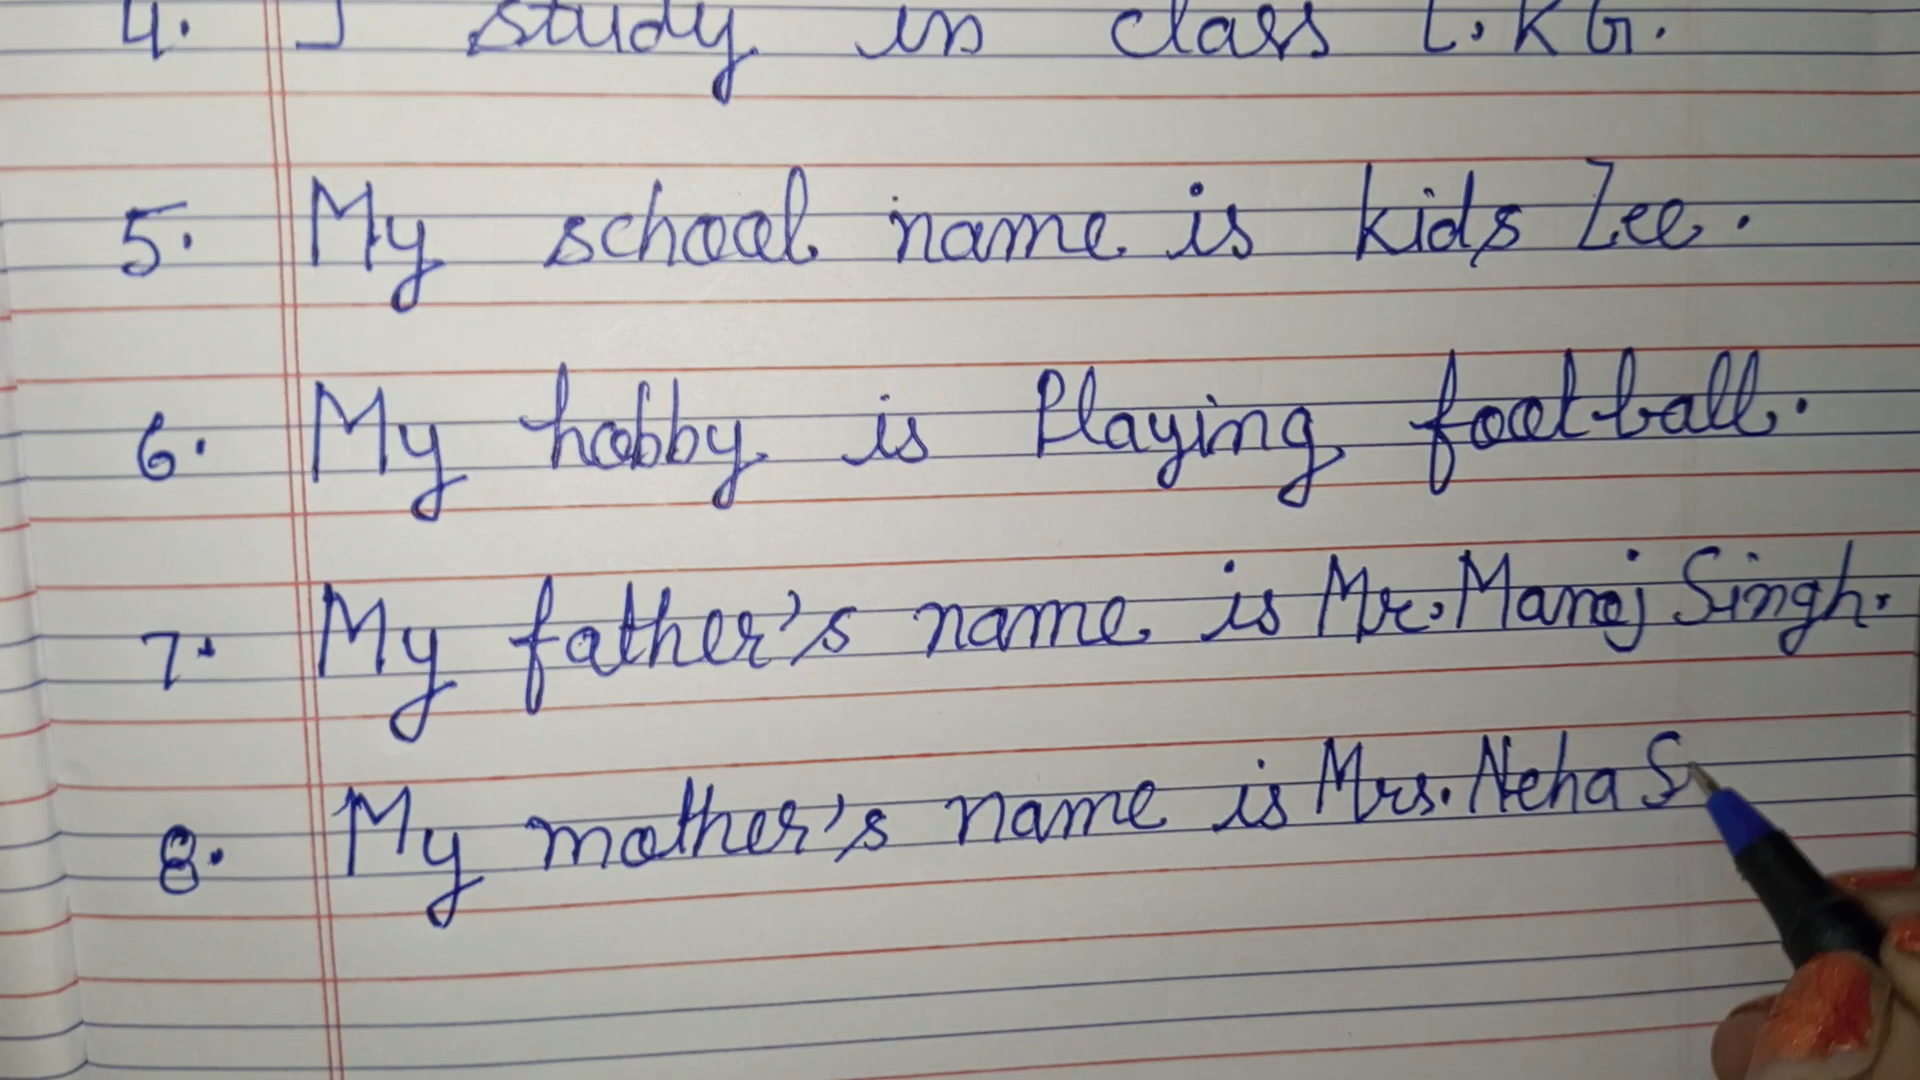 4. I study in class L.KG.
5. My school name is kids Zee.
6. My hobby is Playing football.
7. My father's name is Mr. Manoj Singh.
8. My mother's name is Mrs. Neha S